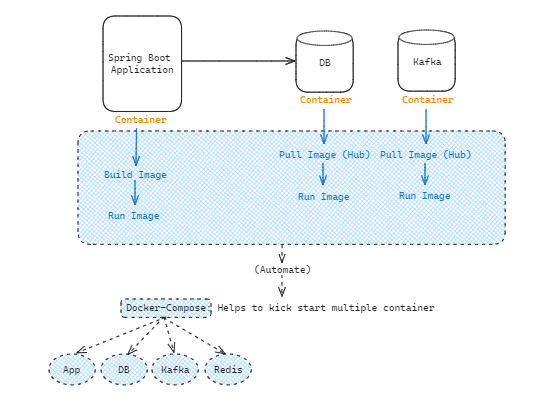 Spring Boot
Application
DB
Kafka
Container
Container
Container
Pull Image (Hub)
Pull Image (Hub)
Build Image
Run Image
Run Image
Run Image
(Automate)
Docker-Compose: Helps to kick start multiple container
App
DB
Kafka
Redis